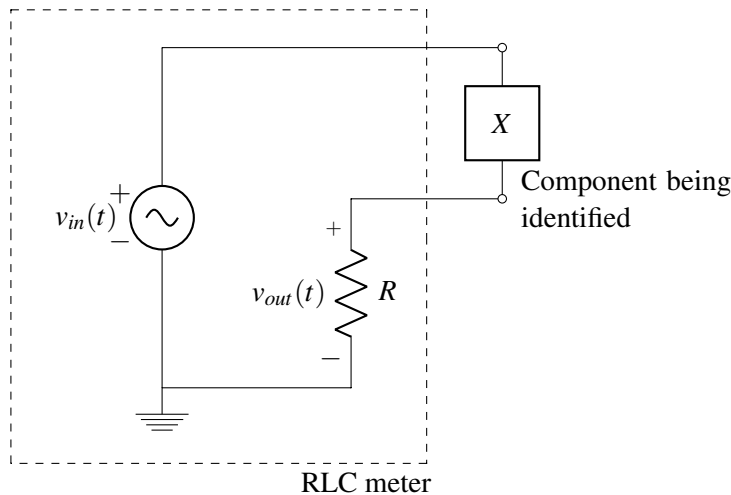 X
Component being
identified
+
v_in(t)
−
+
v_out(t)
R
−
RLC meter